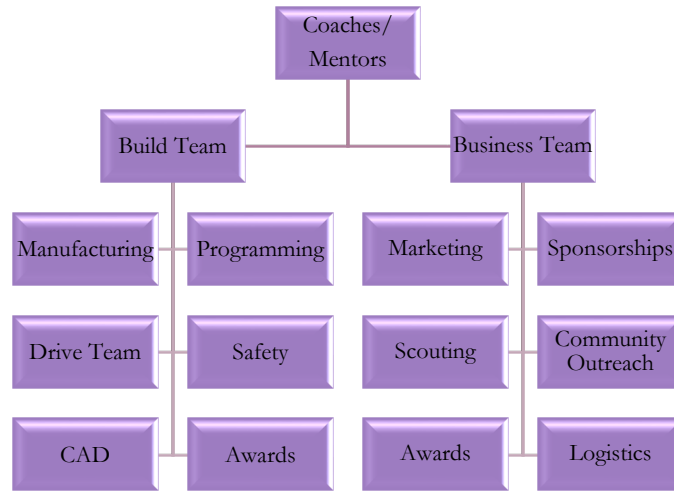 Coaches/
Mentors
Build Team
Business Team
Manufacturing
Programming
Marketing
Sponsorships
Drive Team
Safety
Scouting
Community
Outreach
CAD
Awards
Awards
Logistics